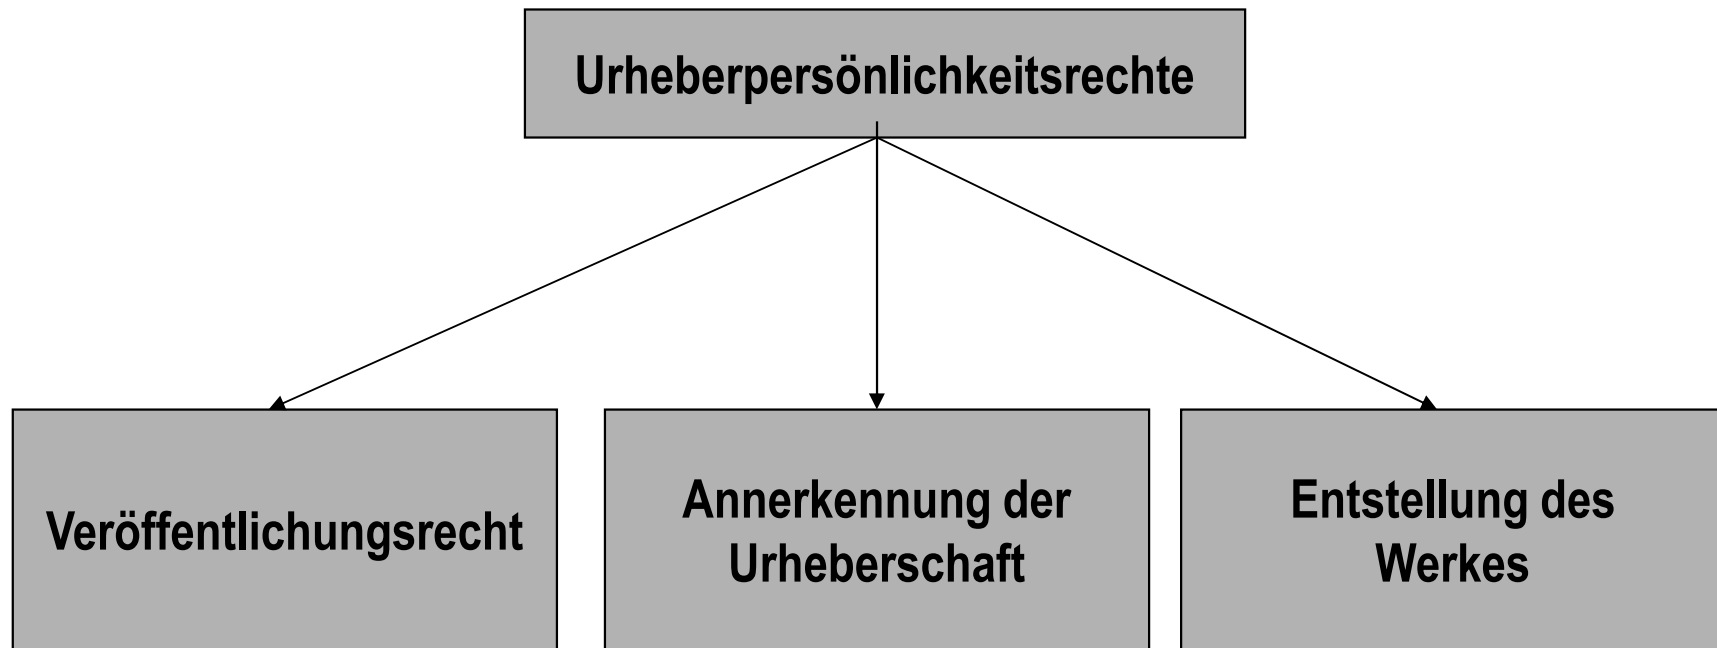 Urheberpersönlichkeitsrechte
Veröffentlichungsrecht
Annerkennung der
Urheberschaft
Entstellung des
Werkes